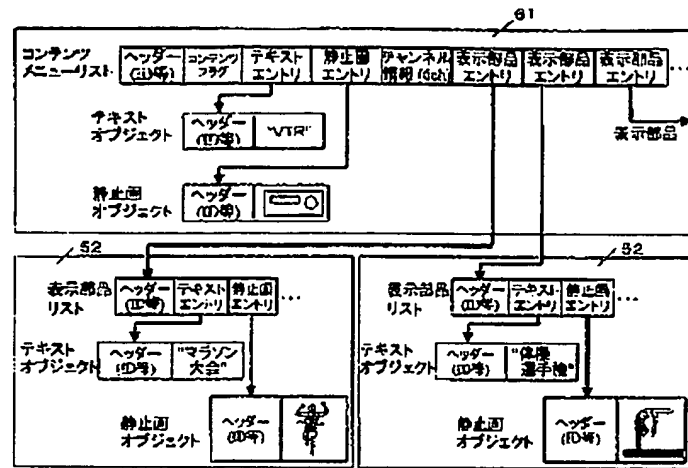 61
コンテンツ
メニューリスト
ヘッダー
(ID等)
コンテンツ
フラグ
テキスト
エントリ
静止画
エントリ
チャンネル
情報 (6ch)
表示部品
エントリ
表示部品
エントリ
表示部品
エントリ
…
表示部品
テキスト
オブジェクト
ヘッダー
(ID等)
"VTR"
静止画
オブジェクト
ヘッダー
(ID等)
52
表示部品
リスト
ヘッダー
(ID等)
テキスト
エントリ
静止画
エントリ
…
テキスト
オブジェクト
ヘッダー
(ID等)
"マラソン
大会"
静止画
オブジェクト
ヘッダー
(ID等)
62
表示部品
リスト
ヘッダー
(ID等)
テキスト
エントリ
静止画
エントリ
…
テキスト
オブジェクト
ヘッダー
(ID等)
"体操
選手権"
静止画
オブジェクト
ヘッダー
(ID等)